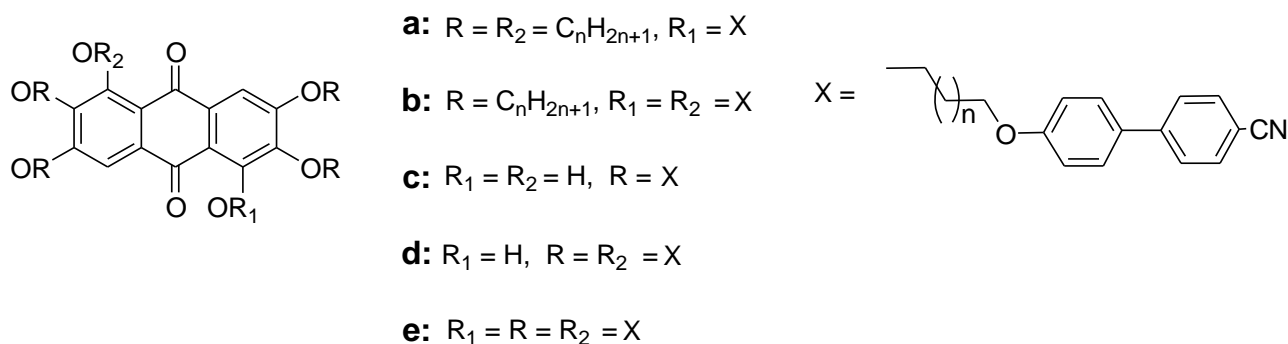 OR₂
O
OR
OR
OR
OR
O
OR₁
a: R = R₂ = CₙH₂ₙ₊₁, R₁ = X
b: R = CₙH₂ₙ₊₁, R₁ = R₂ = X
c: R₁ = R₂ = H, R = X
d: R₁ = H, R = R₂ = X
e: R₁ = R = R₂ = X
X =
( )n
O
CN